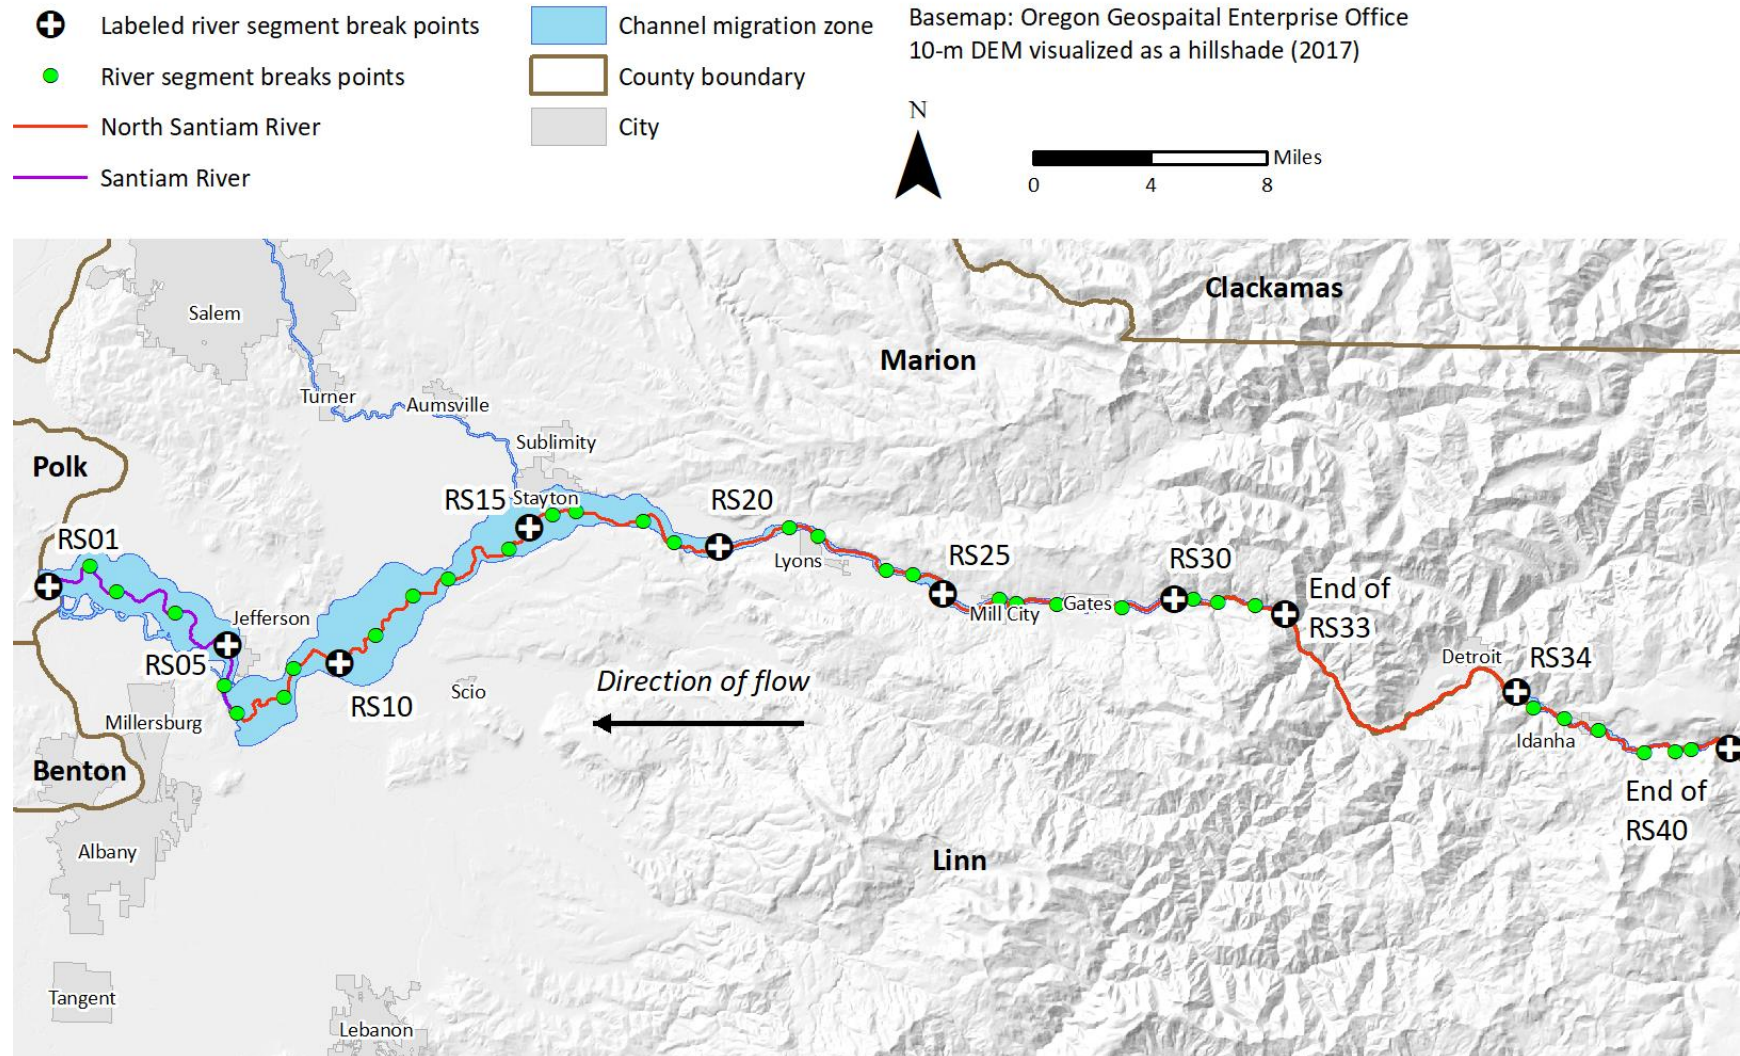 Labeled river segment break points
River segment breaks points
North Santiam River
Santiam River
Channel migration zone
County boundary
City
Basemap: Oregon Geospaital Enterprise Office
10-m DEM visualized as a hillshade (2017)
N
Miles
0 4 8
Clackamas
Salem
Marion
Turner
Aumsville
Sublimity
Polk
RS15
Stayton
RS20
RS01
Lyons
RS25
RS30
End of
RS33
Mill City
Gates
Jefferson
RS05
Detroit
RS34
Scio
Direction of flow
RS10
Millersburg
Idanha
Benton
End of
RS40
Albany
Linn
Tangent
Lebanon